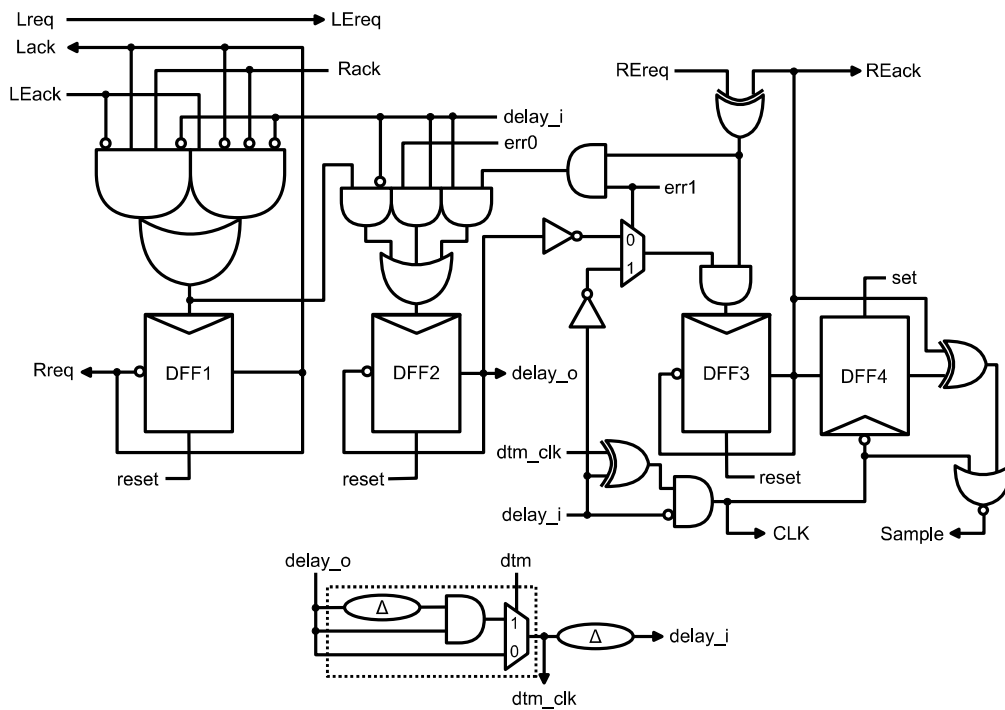 Lreq LEreq
Lack
Rack REreq REack
LEack
delay_i
err0
err1
0
1
set
Rreq DFF1 DFF2 delay_o DFF3 DFF4
dtm_clk
reset reset reset
delay_i
CLK Sample
delay_o dtm
Δ 1
0 Δ delay_i
dtm_clk